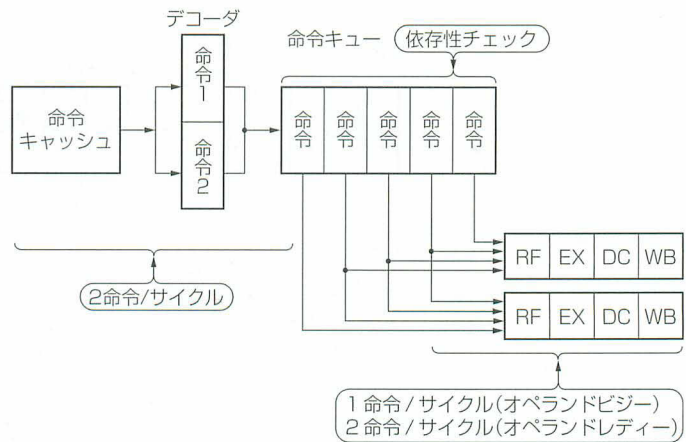 デコーダ
命令キュー
依存性チェック
命令
キャッシュ
命令1
命令2
命令
命令
命令
命令
命令
2命令/サイクル
RF EX DC WB
RF EX DC WB
1命令/サイクル(オペランドビジー)
2命令/サイクル(オペランドレディー)